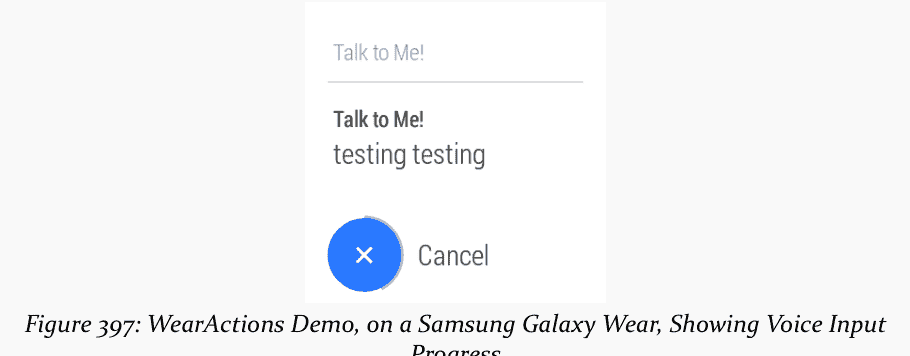 Talk to Me!
Talk to Me!
testing testing
Cancel
Figure 397: WearActions Demo, on a Samsung Galaxy Wear, Showing Voice Input
Progress